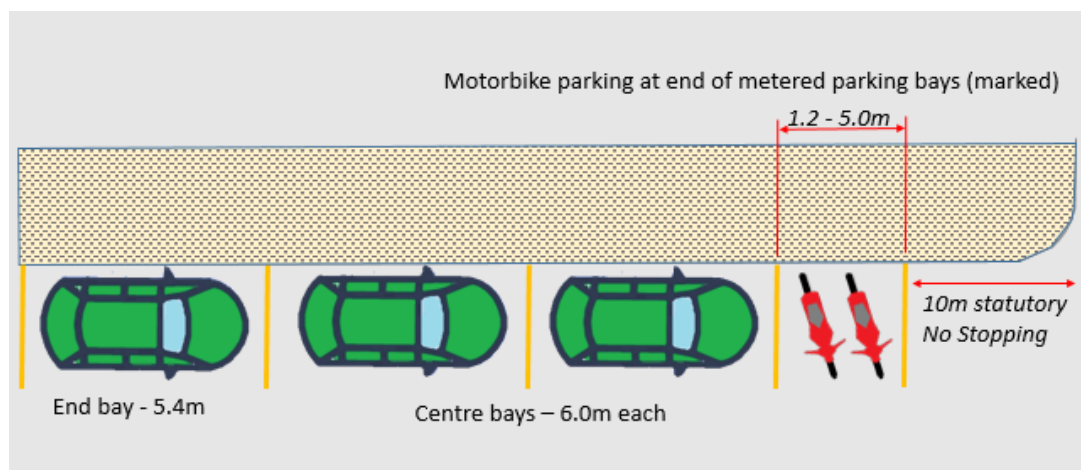 Motorbike parking at end of metered parking bays (marked)
1.2 - 5.0m
10m statutory
No Stopping
End bay - 5.4m
Centre bays – 6.0m each